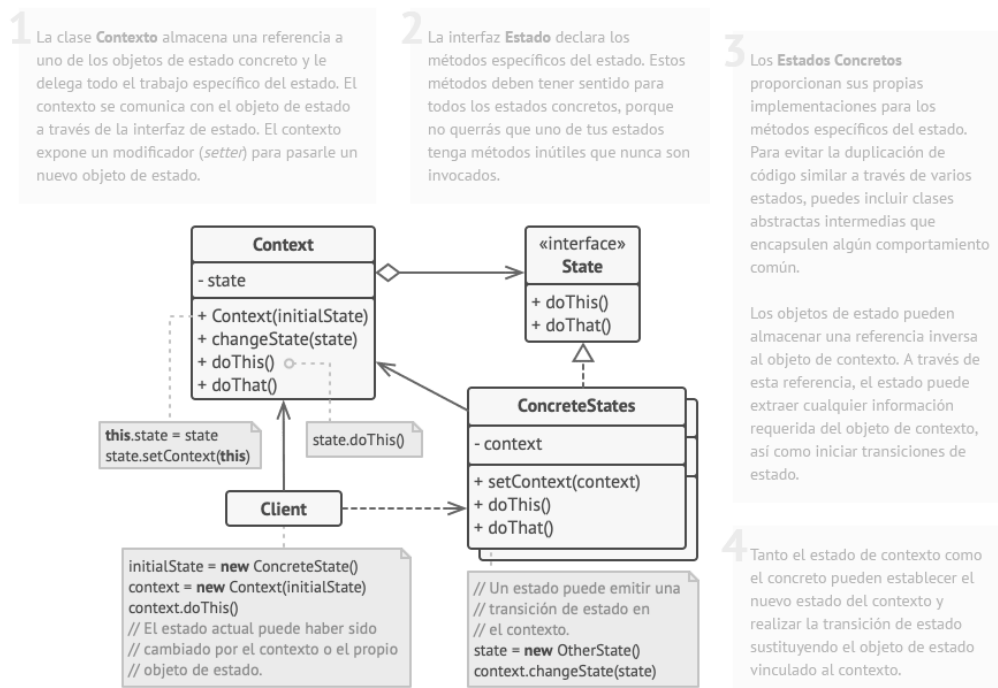 1
La clase Contexto almacena una referencia a
uno de los objetos de estado concreto y le
delega todo el trabajo específico del estado. El
contexto se comunica con el objeto de estado
a través de la interfaz de estado. El contexto
expone un modificador (setter) para pasarle un
nuevo objeto de estado.
2
La interfaz Estado declara los
métodos específicos del estado. Estos
métodos deben tener sentido para
todos los estados concretos, porque
no querrás que uno de tus estados
tenga métodos inútiles que nunca son
invocados.
3
Los Estados Concretos
proporcionan sus propias
implementaciones para los
métodos específicos del estado.
Para evitar la duplicación de
código similar a través de varios
estados, puedes incluir clases
abstractas intermedias que
encapsulen algún comportamiento
común.
Los objetos de estado pueden
almacenar una referencia inversa
al objeto de contexto. A través de
esta referencia, el estado puede
extraer cualquier información
requerida del objeto de contexto,
así como iniciar transiciones de
estado.
4
Tanto el estado de contexto como
el concreto pueden establecer el
nuevo estado del contexto y
realizar la transición de estado
sustituyendo el objeto de estado
vinculado al contexto.
Context
- state
+ Context(initialState)
+ changeState(state)
+ doThis()
+ doThat()
«interface»
State
+ doThis()
+ doThat()
this.state = state
state.setContext(this)
state.doThis()
ConcreteStates
- context
+ setContext(context)
+ doThis()
+ doThat()
Client
initialState = new ConcreteState()
context = new Context(initialState)
context.doThis()
// El estado actual puede haber sido
// cambiado por el contexto o el propio
// objeto de estado.
// Un estado puede emitir una
// transición de estado en
// el contexto.
state = new OtherState()
context.changeState(state)